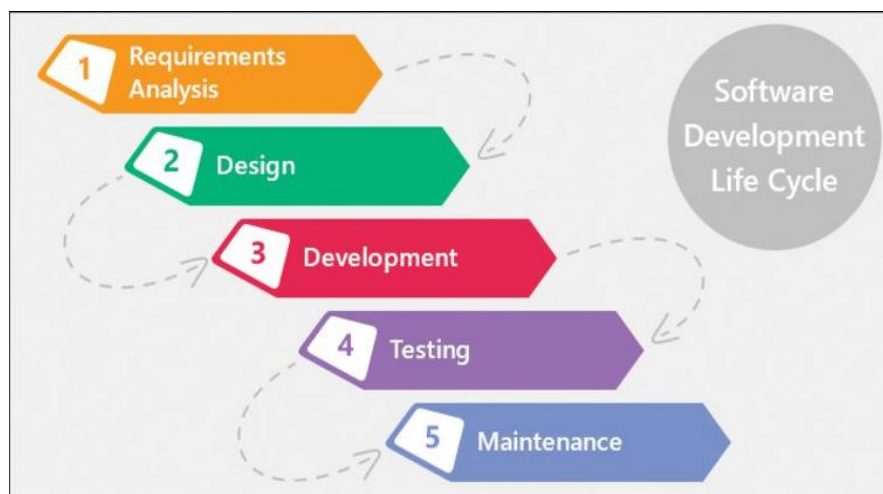 1
Requirements
Analysis
2
Design
3
Development
4
Testing
5
Maintenance
Software
Development
Life Cycle